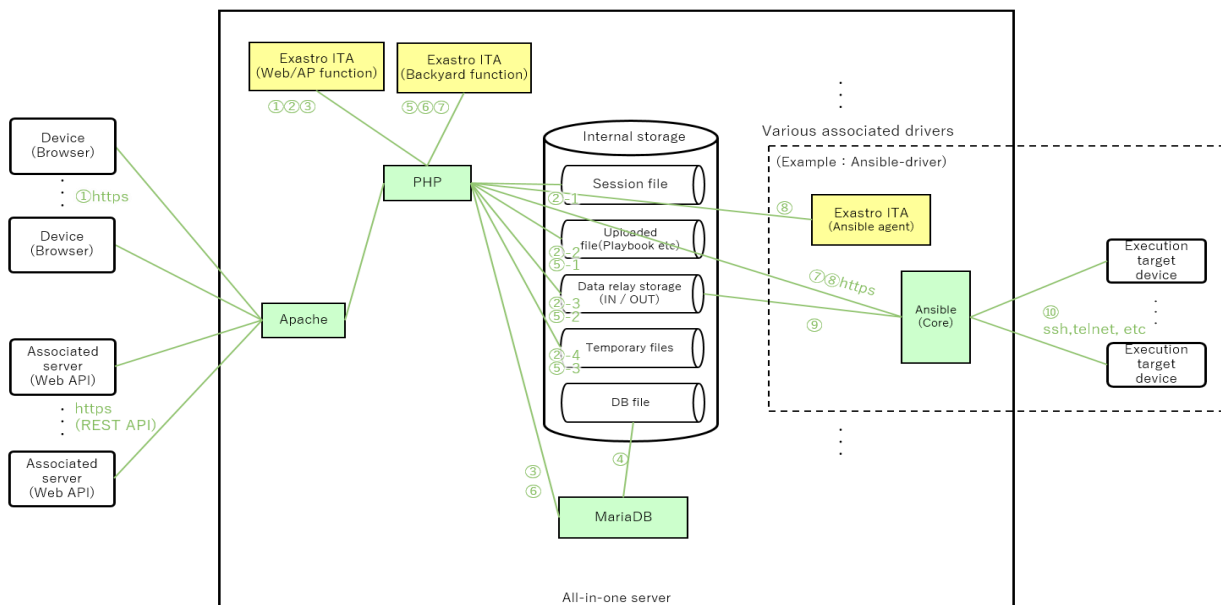 Exastro ITA
(Web/AP function)
Exastro ITA
(Backyard function)
①②③
⑤⑥⑦
Device
(Browser)
①https
Device
(Browser)
Associated
server
(Web API)
https
(REST API)
Associated
server
(Web API)
Apache
PHP
Internal storage
Session file
②-1
Uploaded
file(Playbook etc)
②-2
⑤-1
Data relay storage
(IN / OUT)
②-3
⑤-2
Temporary files
②-4
⑤-3
DB file
④
③
⑥
MariaDB
Various associated drivers
(Example：Ansible-driver)
⑧
Exastro ITA
(Ansible agent)
⑦⑧https
⑨
Ansible
(Core)
⑩
ssh,telnet, etc
Execution
target
device
Execution
target
device
All-in-one server